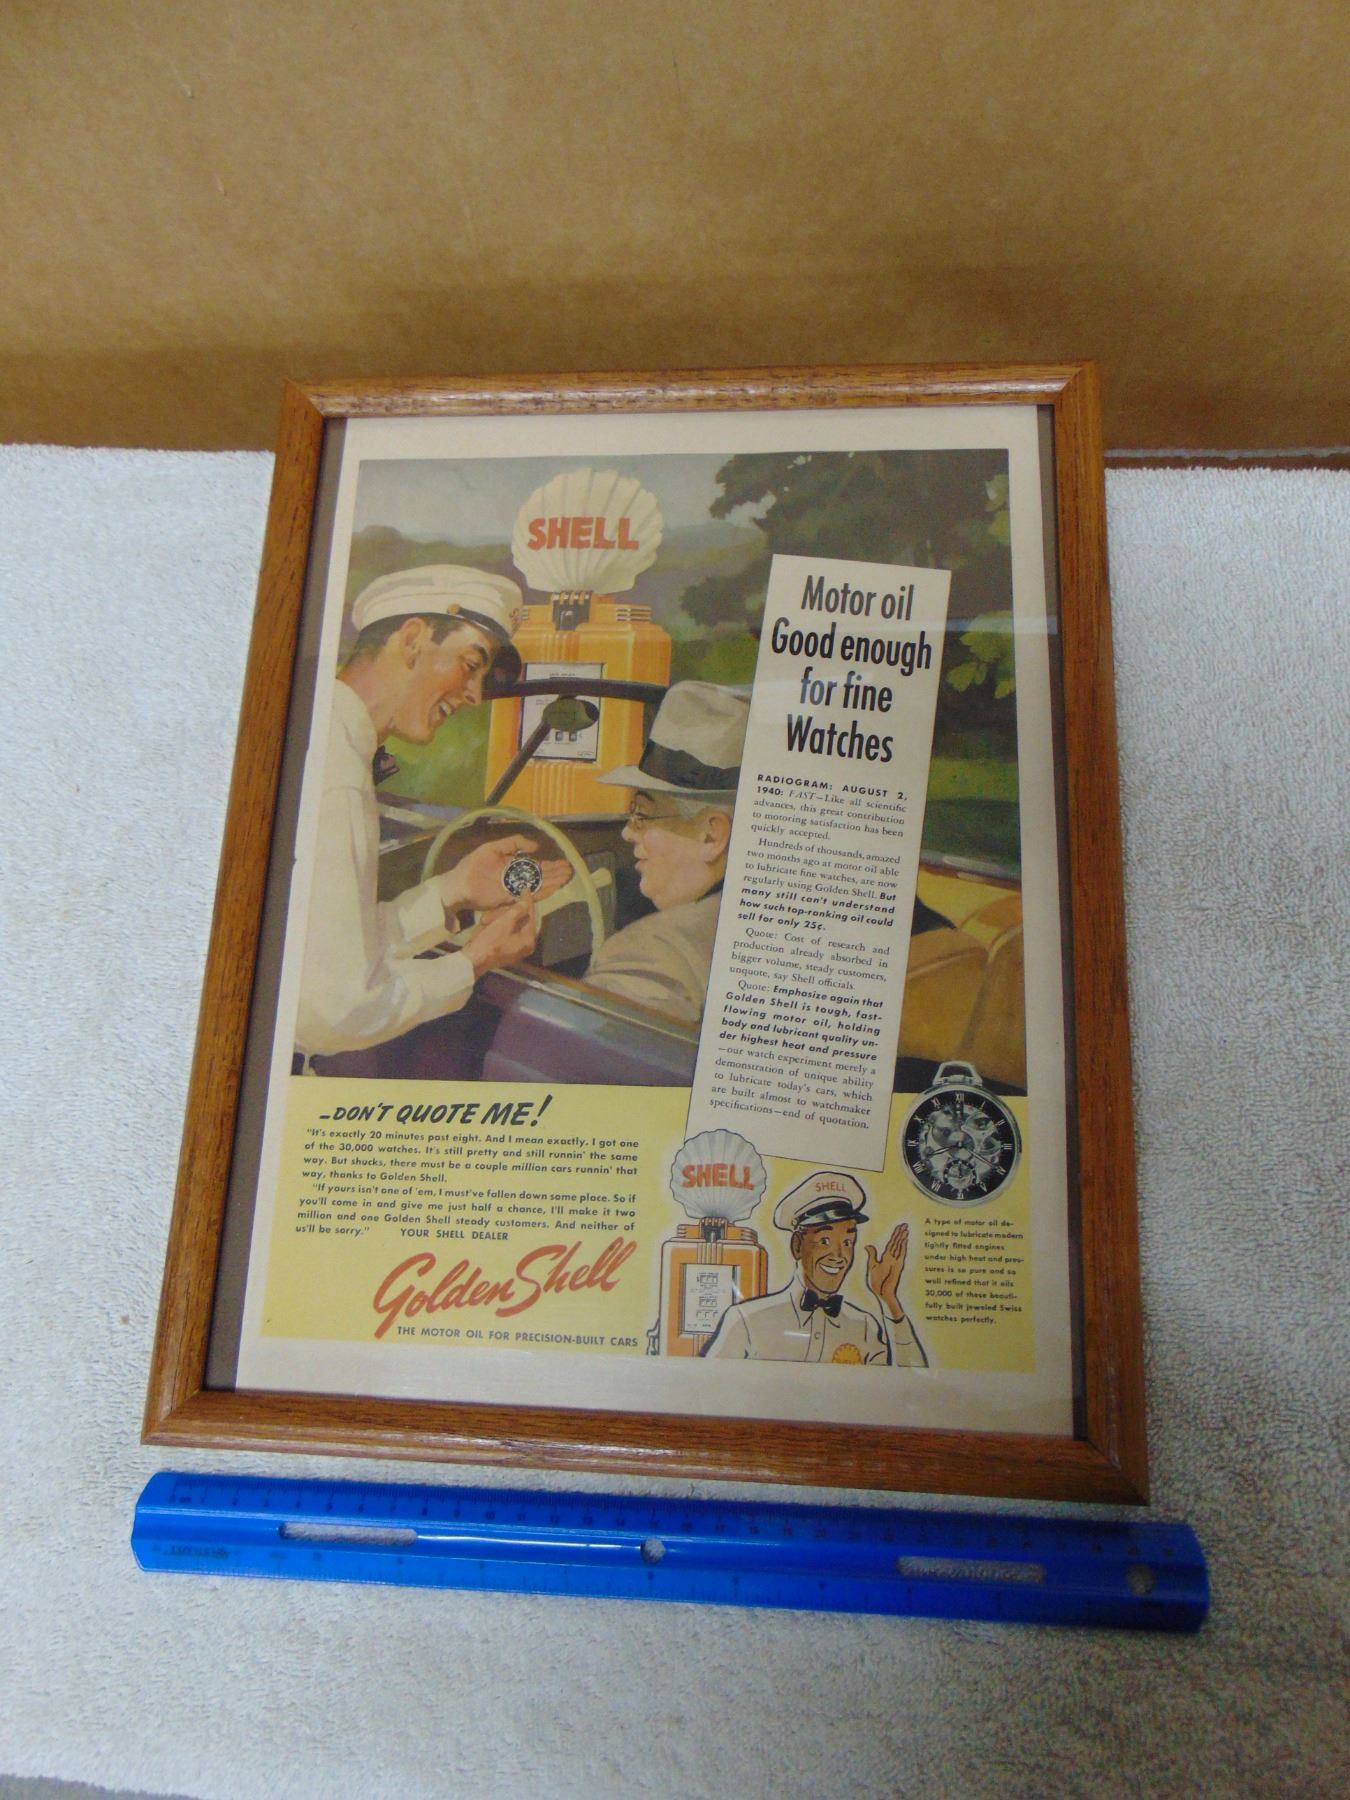 SHELL
Motor oil
Good enough
for fine
Watches
RADIOGRAM: AUGUST 2,
1940: FAST—Like all scientific
advances, this great contribution
to motoring satisfaction has been
quickly accepted.
Hundreds of thousands, amazed
two months ago at motor oil able
to lubricate fine watches, are now
regularly using Golden Shell. But
many still can't understand
how such top-ranking oil could
sell for only 25¢.
Quote: Cost of research and
production already absorbed in
bigger volume, steady customers,
unquote, say Shell officials.
Quote: Emphasize again that
Golden Shell is tough, fast-
flowing motor oil, holding
body and lubricant quality un-
der highest heat and pressure
—our watch experiment merely a
demonstration of unique ability
to lubricate today's cars, which
are built almost to watchmaker
specifications—end of quotation.
—DON'T QUOTE ME!
"It's exactly 20 minutes past eight. And I mean exactly. I got one
of the 30,000 watches. It's still pretty and still runnin' the same
way. But shucks, there must be a couple million cars runnin' that
way, thanks to Golden Shell.
"If yours isn't one of 'em, I must've fallen down some place. So if
you'll come in and give me just half a chance, I'll make it two
million and one Golden Shell steady customers. And neither of
us'll be sorry." YOUR SHELL DEALER
Golden Shell
THE MOTOR OIL FOR PRECISION-BUILT CARS
SHELL
SHELL
A type of motor oil de-
signed to lubricate modern
tightly fitted engines
under high heat and pres-
sures is so pure and so
well refined that it oils
30,000 of these beauti-
fully built jeweled Swiss
watches perfectly.